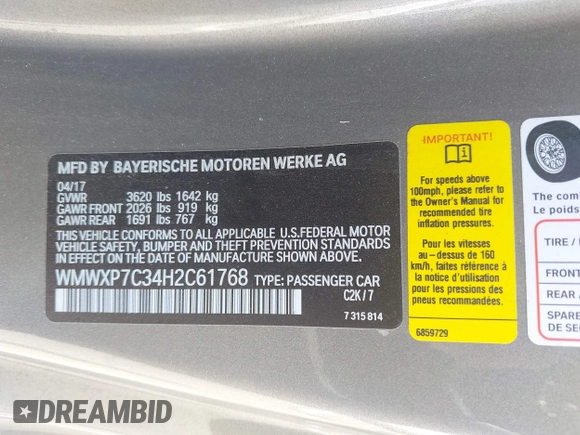 MFD BY BAYERISCHE MOTOREN WERKE AG
04/17
GVWR 3620 lbs 1642 kg
GAWR FRONT 2026 lbs 919 kg
GAWR REAR 1691 lbs 767 kg
THIS VEHICLE CONFORMS TO ALL APPLICABLE U.S.FEDERAL MOTOR
VEHICLE SAFETY, BUMPER AND THEFT PREVENTION STANDARDS
IN EFFECT ON THE DATE OF MANUFACTURE SHOWN ABOVE.
WMWXP7C34H2C61768 TYPE: PASSENGER CAR
C2K / 7
7 315 814
IMPORTANT!
For speeds above
100mph, please refer to
the Owner's Manual for
recommended tire
inflation pressures.
Pour les vitesses
au-dessus de 160
km/h, faites référence à
la notice d'utilisation
pour les pressions des
pneus recommandées.
6859729
The com
Le poids
TIRE /
FRONT
REAR
SPARE
DE SE
DREAMBID